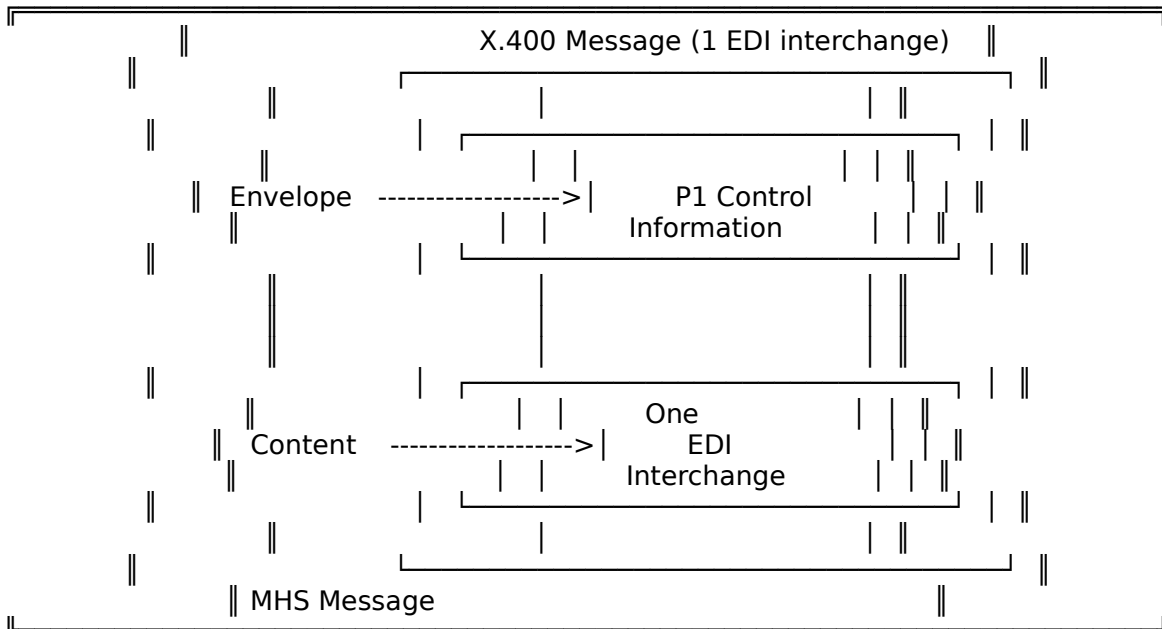 X.400 Message (1 EDI interchange)
Envelope -------------------> P1 Control
Information
One
Content ---------------------> EDI
Interchange
MHS Message